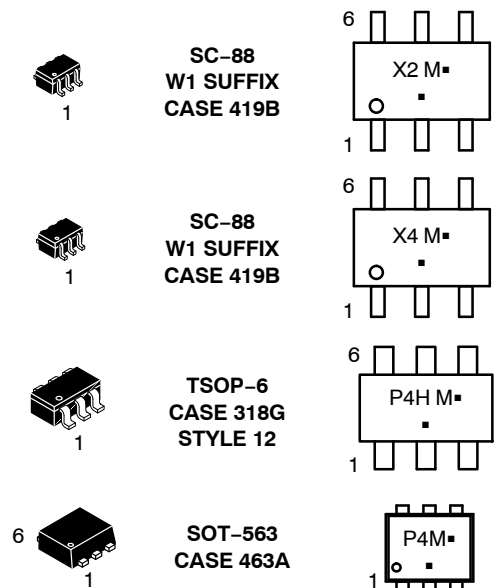 6
SC−88
W1 SUFFIX
CASE 419B
X2 M▪
▪
1
1
6
SC−88
W1 SUFFIX
CASE 419B
X4 M▪
▪
1
1
6
TSOP−6
CASE 318G
STYLE 12
P4H M▪
▪
1
1
6
SOT−563
CASE 463A
P4M▪
▪
1
1